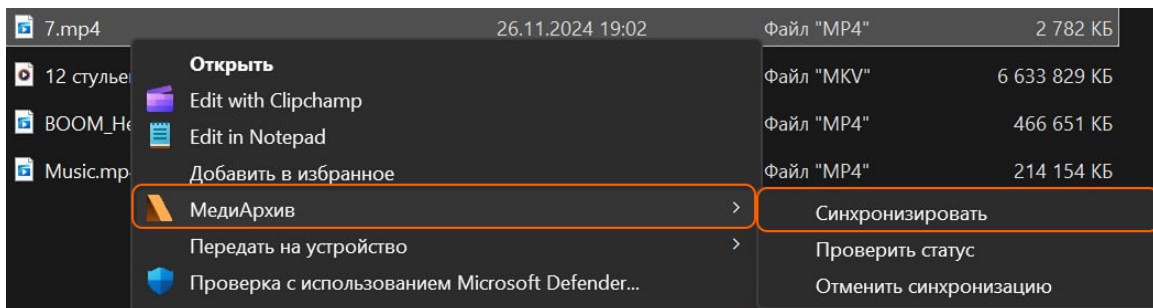 7.mp4 26.11.2024 19:02 Файл "MP4" 2 782 КБ
12 стулье Файл "MKV" 6 633 829 КБ
BOOM_He Файл "MP4" 466 651 КБ
Music.mp Файл "MP4" 214 154 КБ
Открыть
Edit with Clipchamp
Edit in Notepad
Добавить в избранное
МедиАрхив
Передать на устройство
Проверка с использованием Microsoft Defender...
Синхронизировать
Проверить статус
Отменить синхронизацию